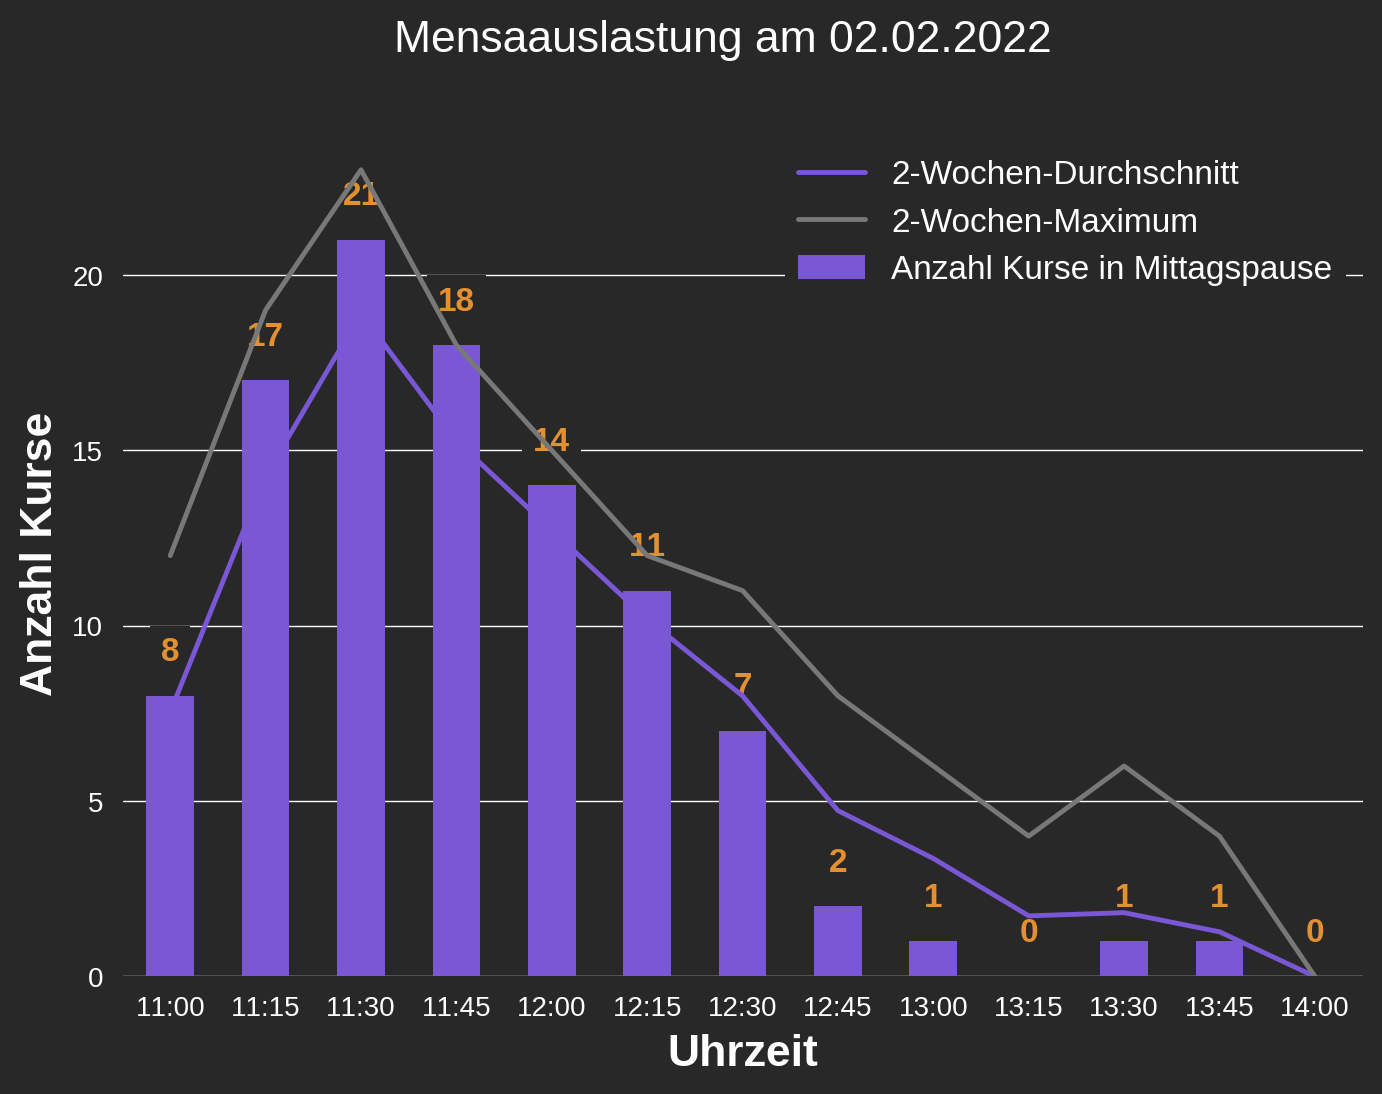 Mensaauslastung am 02.02.2022
2-Wochen-Durchschnitt
2-Wochen-Maximum
Anzahl Kurse in Mittagspause
Anzahl Kurse
20
15
10
5
0
8
17
21
18
14
11
7
2
1
0
1
1
0
11:00 11:15 11:30 11:45 12:00 12:15 12:30 12:45 13:00 13:15 13:30 13:45 14:00
Uhrzeit